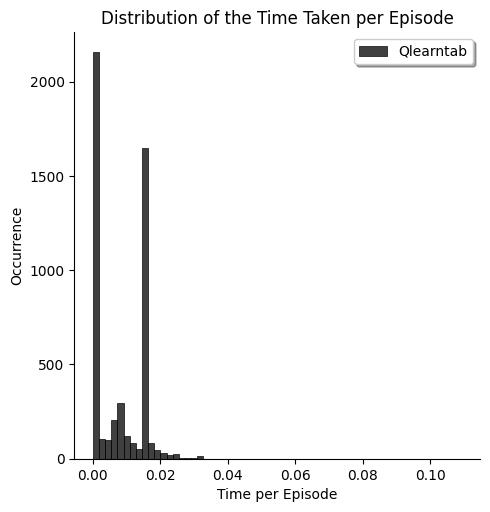 Distribution of the Time Taken per Episode
Qlearntab
2000
1500
1000
500
0
Occurrence
0.00 0.02 0.04 0.06 0.08 0.10
Time per Episode